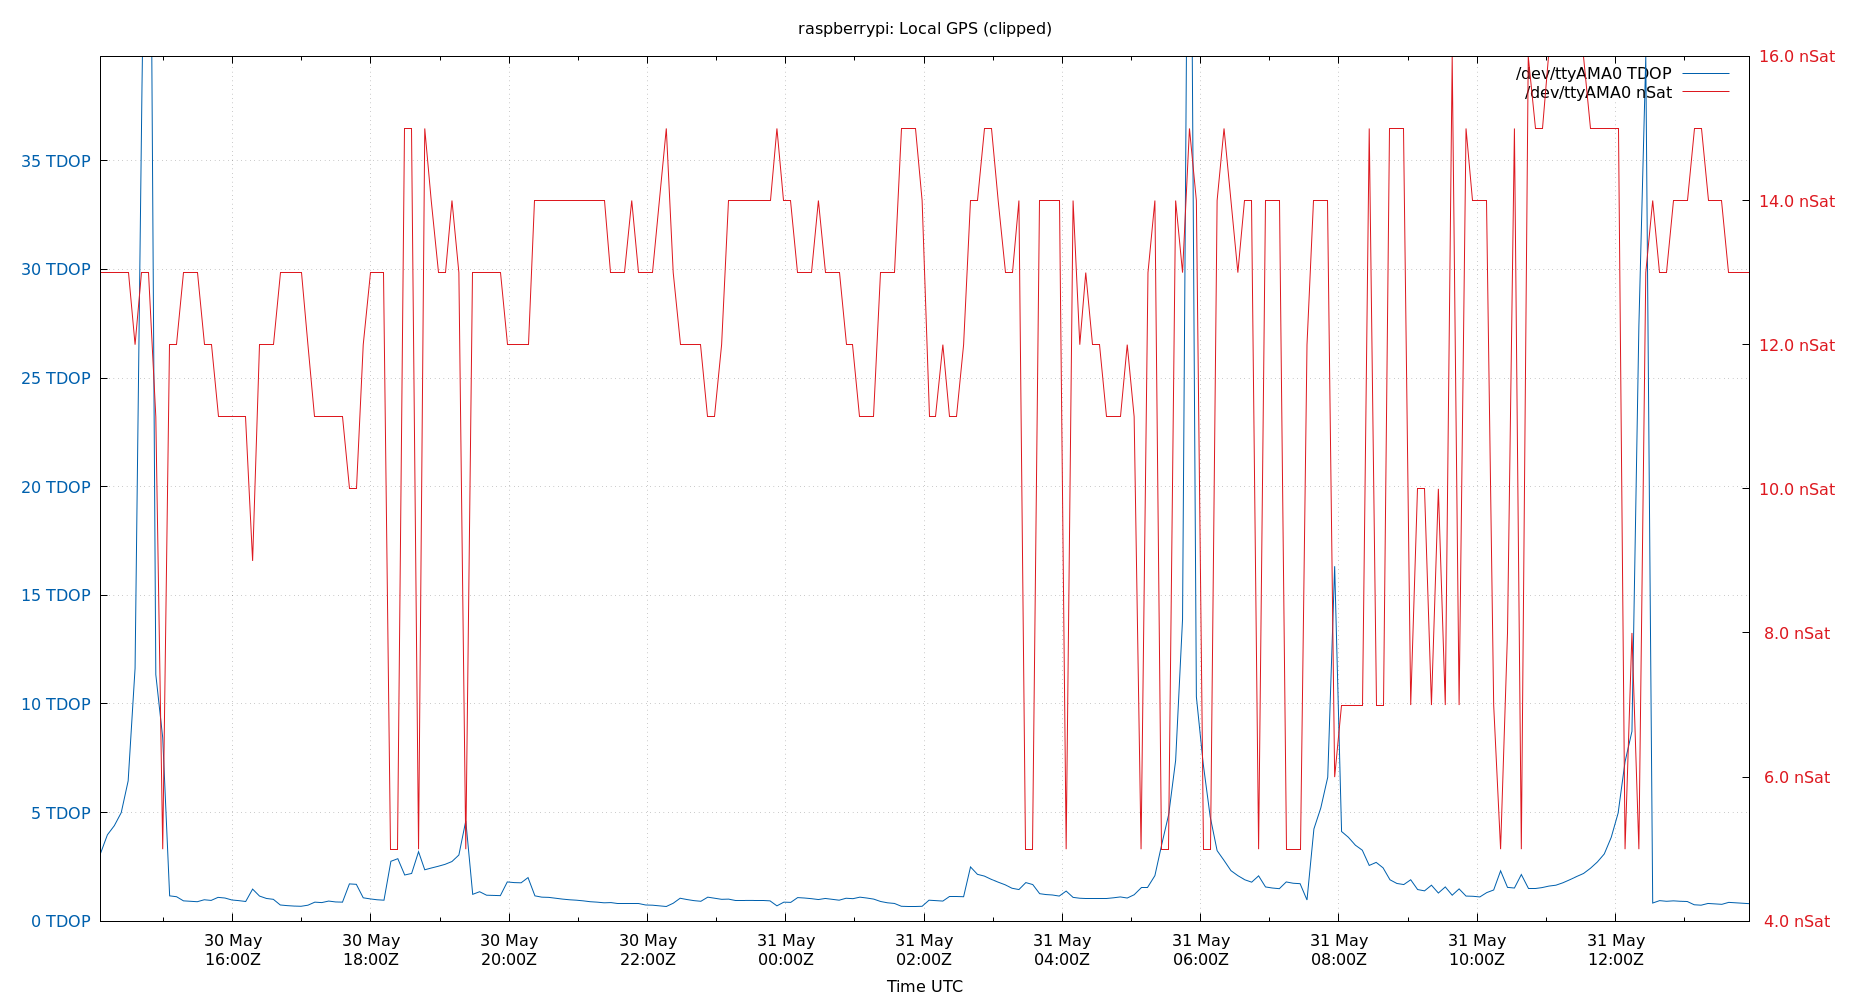 raspberrypi: Local GPS (clipped)
/dev/ttyAMA0 TDOP
/dev/ttyAMA0 nSat
35 TDOP
30 TDOP
25 TDOP
20 TDOP
15 TDOP
10 TDOP
5 TDOP
0 TDOP
16.0 nSat
14.0 nSat
12.0 nSat
10.0 nSat
8.0 nSat
6.0 nSat
4.0 nSat
30 May
16:00Z
30 May
18:00Z
30 May
20:00Z
30 May
22:00Z
31 May
00:00Z
31 May
02:00Z
31 May
04:00Z
31 May
06:00Z
31 May
08:00Z
31 May
10:00Z
31 May
12:00Z
Time UTC